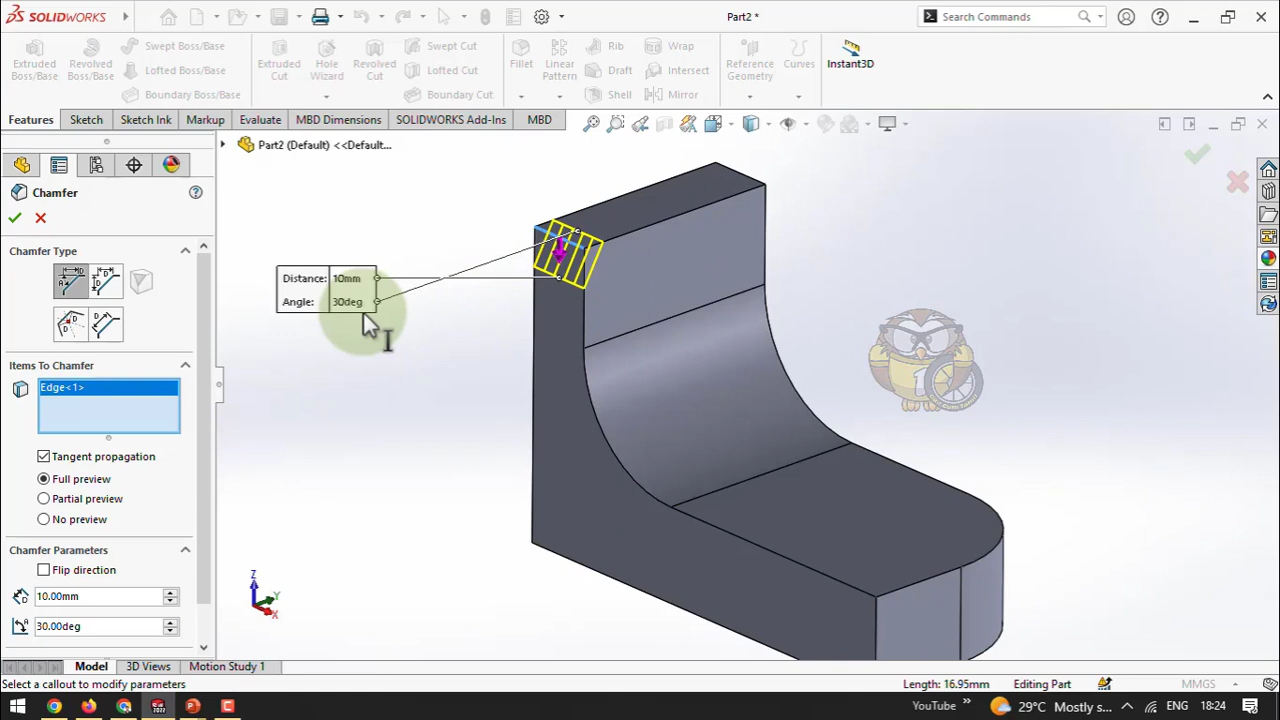 SOLIDWORKS
Part2 *
Search Commands
Extruded Boss/Base
Revolved Boss/Base
Swept Boss/Base
Lofted Boss/Base
Boundary Boss/Base
Extruded Cut
Hole Wizard
Revolved Cut
Swept Cut
Lofted Cut
Boundary Cut
Fillet
Linear Pattern
Rib
Draft
Shell
Wrap
Intersect
Mirror
Reference Geometry
Curves
Instant3D
Features Sketch Sketch Ink Markup Evaluate MBD Dimensions SOLIDWORKS Add-Ins MBD
Part2 (Default) <<Default...
Chamfer
Chamfer Type
Items To Chamfer
Edge<1>
Tangent propagation
Full preview
Partial preview
No preview
Chamfer Parameters
Flip direction
10.00mm
30.00deg
Distance: 10mm
Angle: 30deg
Z
Y
X
Model 3D Views Motion Study 1
Select a callout to modify parameters
Length: 16.95mm Editing Part MMGS
YouTube » 29°C Mostly s... ENG 18:24